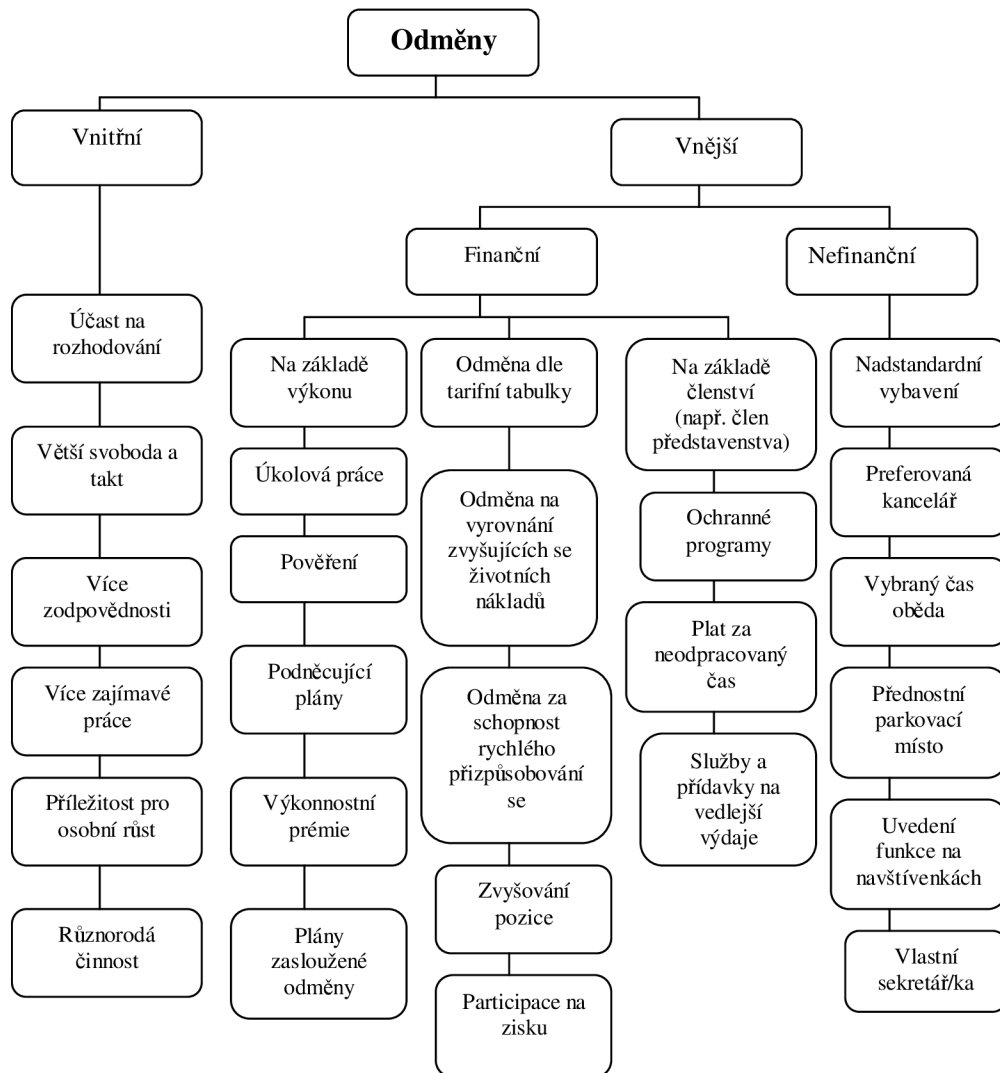 Odměny
Vnitřní
Vnější
Finanční
Nefinanční
Účast na
rozhodování
Větší svoboda a
takt
Více
zodpovědnosti
Více zajímavé
práce
Příležitost pro
osobní růst
Různorodá
činnost
Na základě
výkonu
Úkolová práce
Pověření
Podněcující
plány
Výkonnostní
prémie
Plány
zasloužené
odměny
Odměna dle
tarifní tabulky
Odměna na
vyrovnání
zvyšujících se
životních
nákladů
Odměna za
schopnost
rychlého
přizpůsobování
se
Zvyšování
pozice
Participace na
zisku
Na základě
členství
(např. člen
představenstva)
Ochranné
programy
Plat za
neodpracovaný
čas
Služby a
přídavky na
vedlejší
výdaje
Nadstandardní
vybavení
Preferovaná
kancelář
Vybraný čas
oběda
Přednostní
parkovací
místo
Uvedení
funkce na
navštívenkách
Vlastní
sekretář/ka